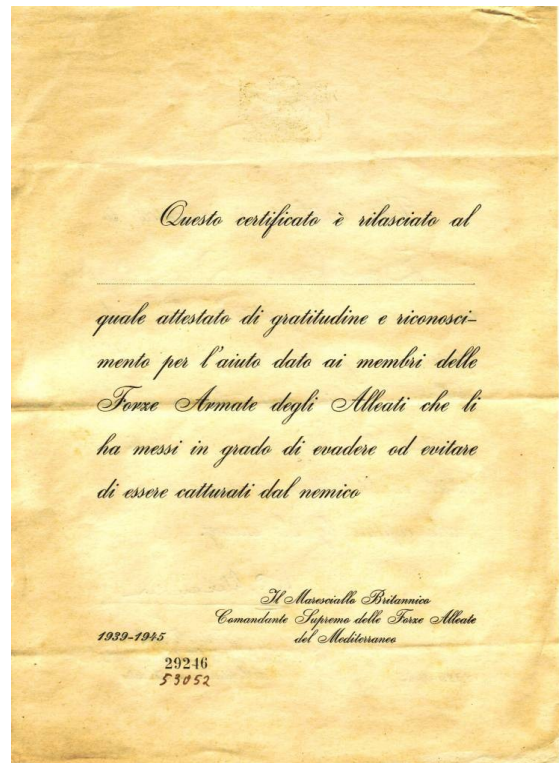 Questo certificato è rilasciato al
quale attestato di gratitudine e riconosci-
mento per l'aiuto dato ai membri delle
Forze Armate degli Alleati che li
ha messi in grado di evadere od evitare
di essere catturati dal nemico
Il Maresciallo Britannico
Comandante Supremo delle Forze Alleate
del Mediterraneo
1939-1945
29246
53052